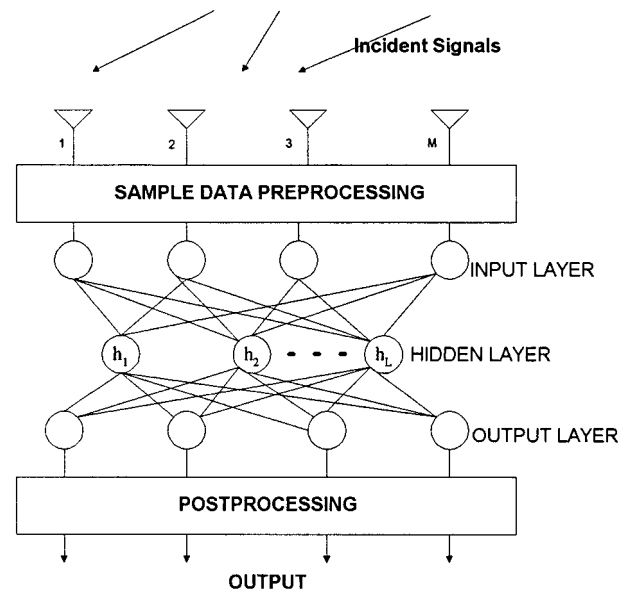 Incident Signals
1 2 3 M
SAMPLE DATA PREPROCESSING
INPUT LAYER
h1 h2 - - - hL HIDDEN LAYER
OUTPUT LAYER
POSTPROCESSING
OUTPUT